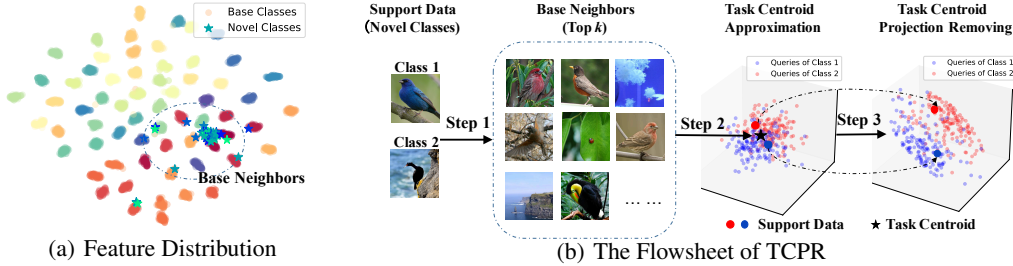 Base Classes
Novel Classes
Base Neighbors
(a) Feature Distribution
Support Data
(Novel Classes)
Class 1
Class 2
Step 1
Base Neighbors
(Top k)
... ...
Step 2
Task Centroid
Approximation
Queries of Class 1
Queries of Class 2
Step 3
Task Centroid
Projection Removing
Queries of Class 1
Queries of Class 2
Support Data
Task Centroid
(b) The Flowsheet of TCPR